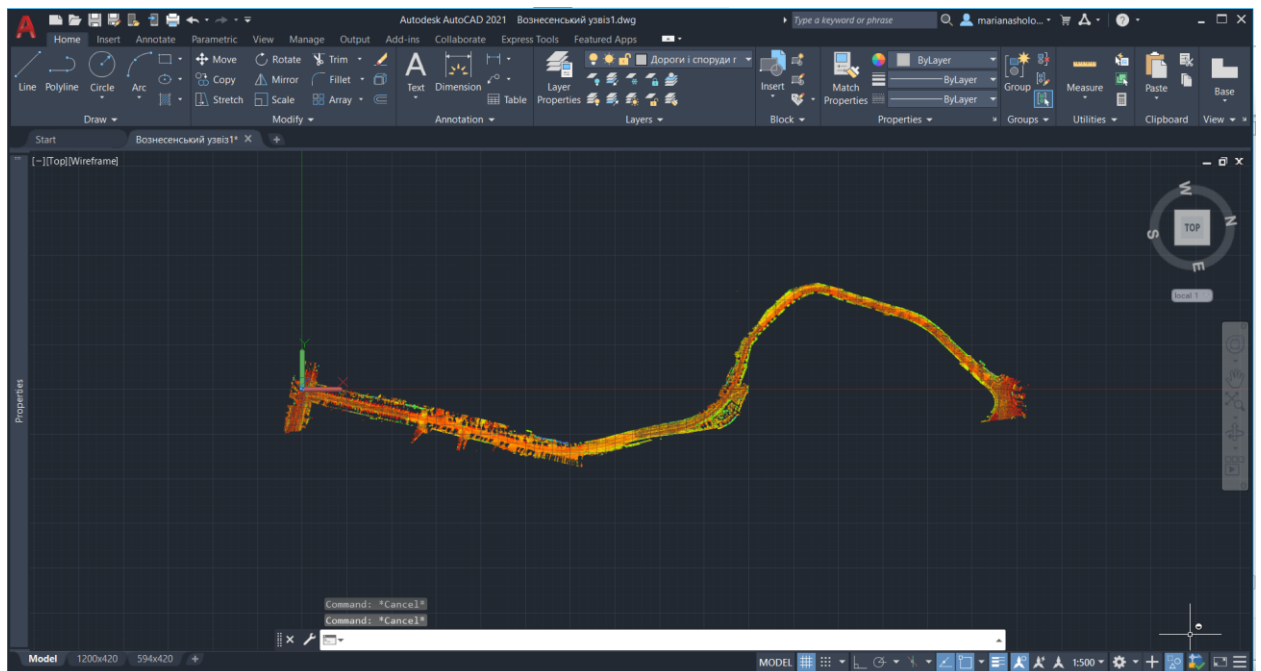 Autodesk AutoCAD 2021 Вознесенський узвіз1.dwg
Type a keyword or phrase
marianasholo...
Home Insert Annotate Parametric View Manage Output Add-ins Collaborate Express Tools Featured Apps
Line Polyline Circle Arc
Move Rotate Trim
Copy Mirror Fillet
Stretch Scale Array
Text Dimension
Table
Layer Properties
Дороги і споруди г
Insert
Match Properties
ByLayer
ByLayer
ByLayer
Group
Measure
Paste
Base
Draw Modify Annotation Layers Block Properties Groups Utilities Clipboard View
Start Вознесенський узвіз1*
[−][Top][Wireframe]
W
N
TOP
S
E
local 1
Y
X
Properties
Command: *Cancel*
Command: *Cancel*
Model 1200x420 594x420 +
MODEL 1:500